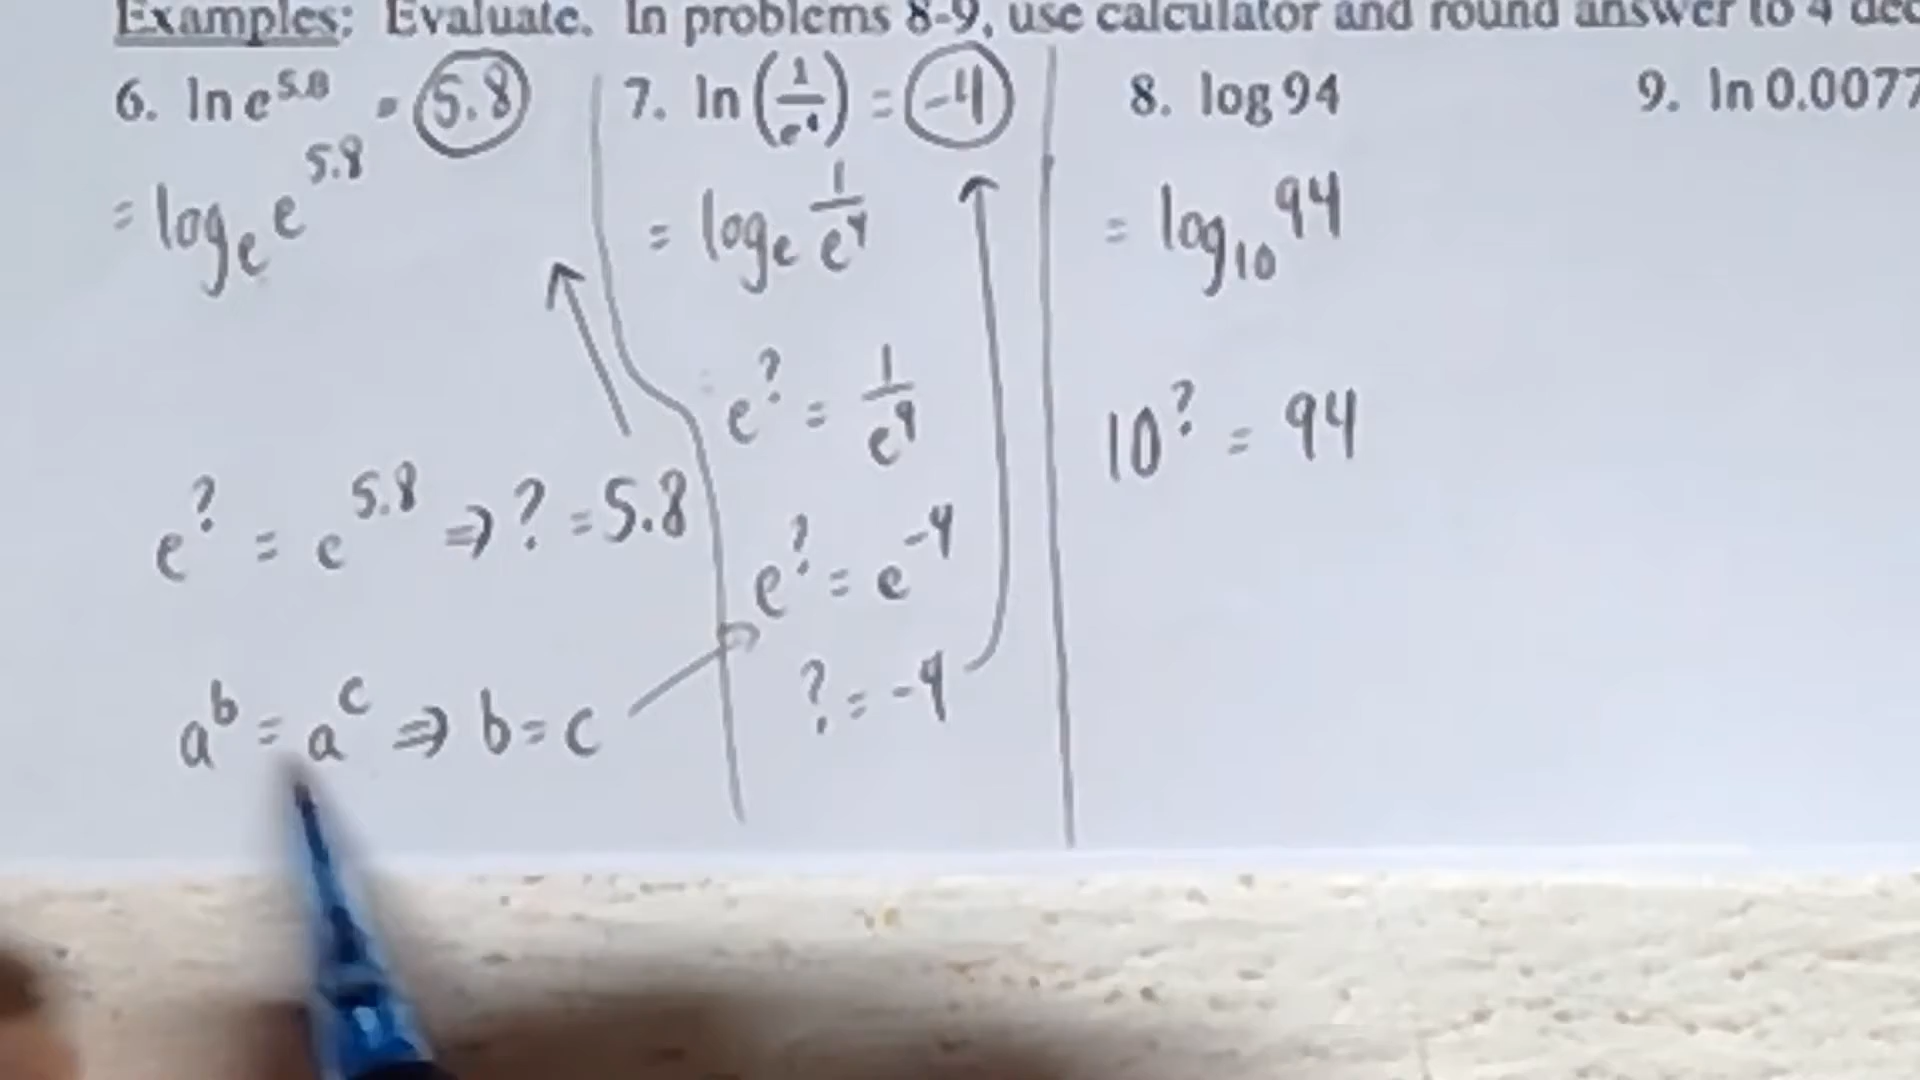 Examples: Evaluate. In problems 8-9, use calculator and round answer to 4
6. ln e^5.8 = 5.8
= log_e e^5.8
e^? = e^5.8 ⇒ ? = 5.8
a^b = a^c ⇒ b = c
7. ln(1/e^4) = -4
= log_e 1/e^4
e^? = 1/e^4
e^? = e^-4
? = -4
8. log 94
= log_10 94
10^? = 94
9. ln 0.0077